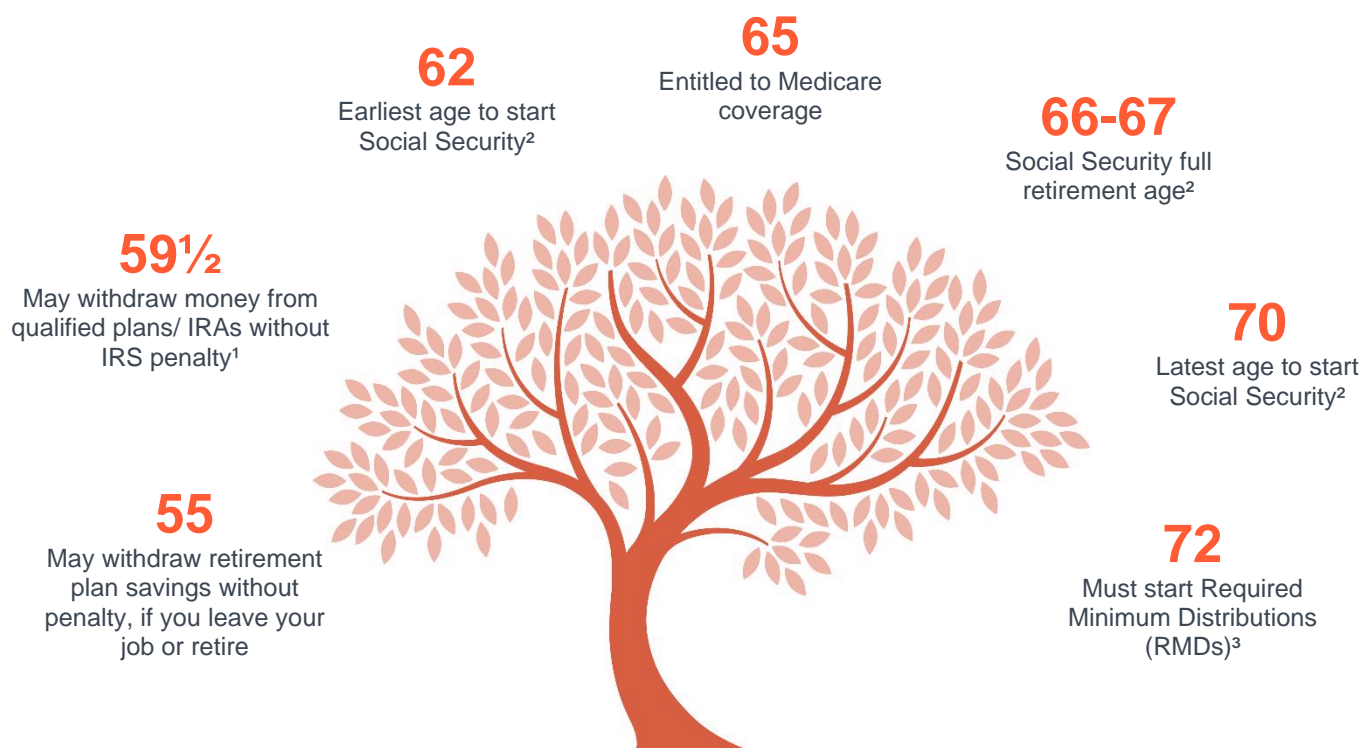 55
May withdraw retirement
plan savings without
penalty, if you leave your
job or retire
59½
May withdraw money from
qualified plans/ IRAs without
IRS penalty¹
62
Earliest age to start
Social Security²
65
Entitled to Medicare
coverage
66-67
Social Security full
retirement age²
70
Latest age to start
Social Security²
72
Must start Required
Minimum Distributions
(RMDs)³